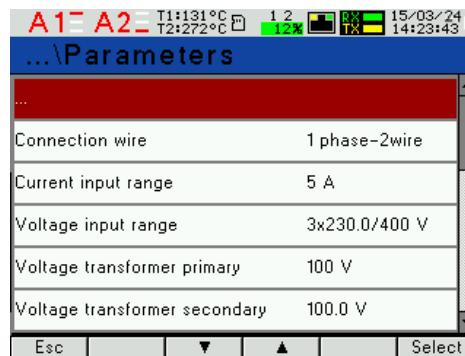 A1 A2 T1:131°C 1 2 RX 15/03/24
T2:272°C 12% TX 14:23:43
...\Parameters
...
Connection wire 1 phase-2wire
Current input range 5 A
Voltage input range 3x230.0/400 V
Voltage transformer primary 100 V
Voltage transformer secondary 100.0 V
Esc ▼ ▲ Select